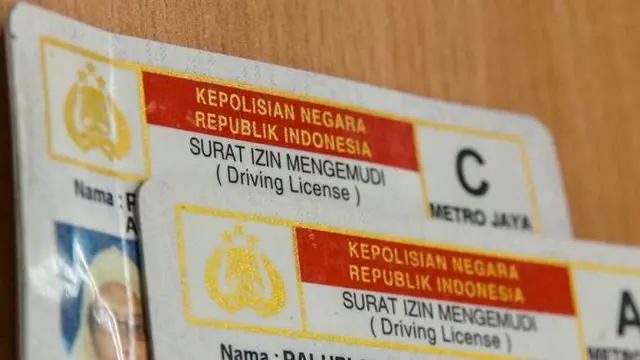 KEPOLISIAN NEGARA
REPUBLIK INDONESIA
SURAT IZIN MENGEMUDI
( Driving License )
C
METRO JAYA
Nama :
KEPOLISIAN NEGARA
REPUBLIK INDONESIA
SURAT IZIN MENGEMUDI
( Driving License )
A
Nama :